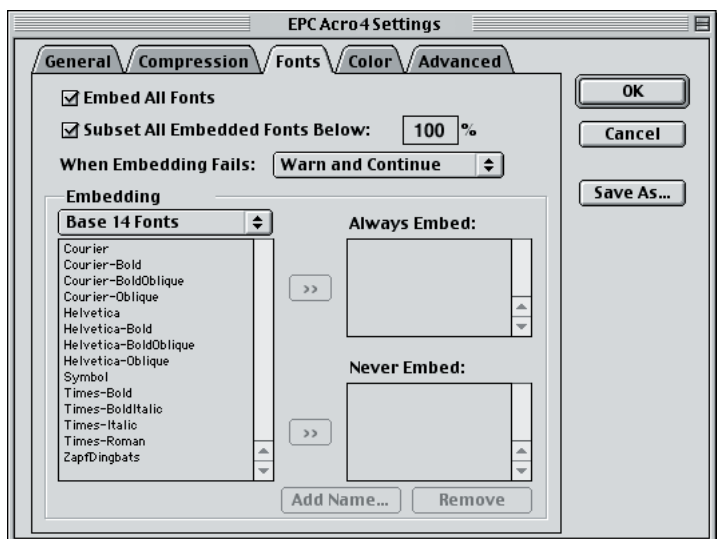 EPC Acro4 Settings
General Compression Fonts Color Advanced
Embed All Fonts
Subset All Embedded Fonts Below: 100 %
When Embedding Fails: Warn and Continue
OK
Cancel
Save As...
Embedding
Base 14 Fonts
Courier
Courier-Bold
Courier-BoldOblique
Courier-Oblique
Helvetica
Helvetica-Bold
Helvetica-BoldOblique
Helvetica-Oblique
Symbol
Times-Bold
Times-BoldItalic
Times-Italic
Times-Roman
ZapfDingbats
>>
>>
Always Embed:
Never Embed:
Add Name... Remove